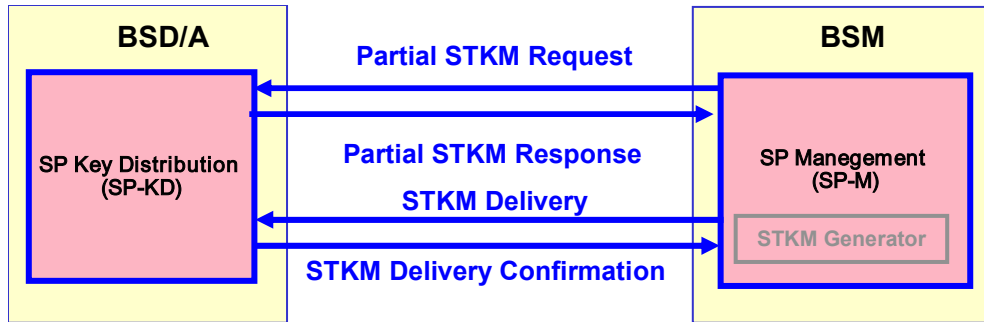 BSD/A
BSM
Partial STKM Request
SP Key Distribution
(SP-KD)
Partial STKM Response
SP Manegement
(SP-M)
STKM Delivery
STKM Generator
STKM Delivery Confirmation